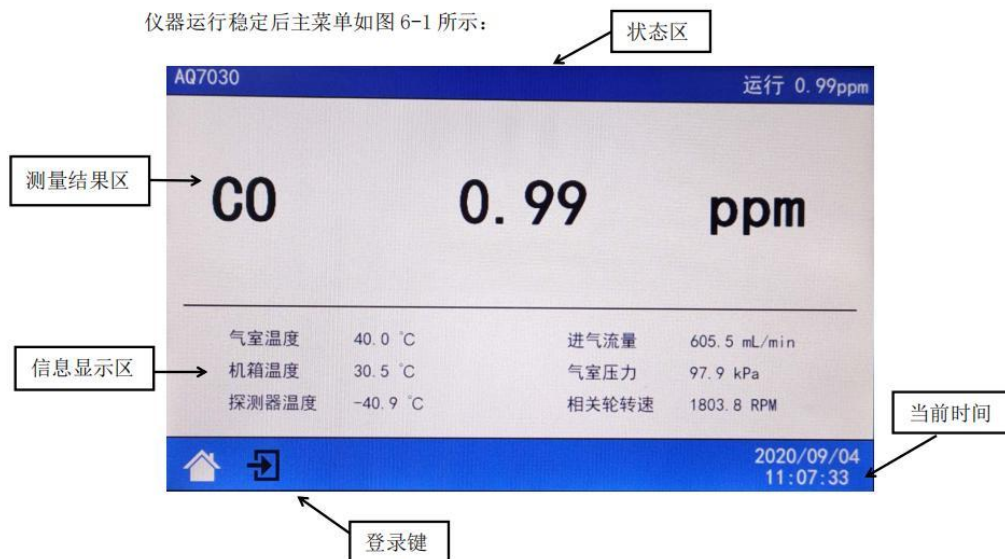 仪器运行稳定后主菜单如图 6-1 所示：
状态区
AQ7030
运行 0.99ppm
测量结果区
CO 0.99 ppm
气室温度 40.0 ℃ 进气流量 605.5 mL/min
信息显示区
机箱温度 30.5 ℃ 气室压力 97.9 kPa
探测器温度 -40.9 ℃ 相关轮转速 1803.8 RPM
当前时间
2020/09/04
11:07:33
登录键